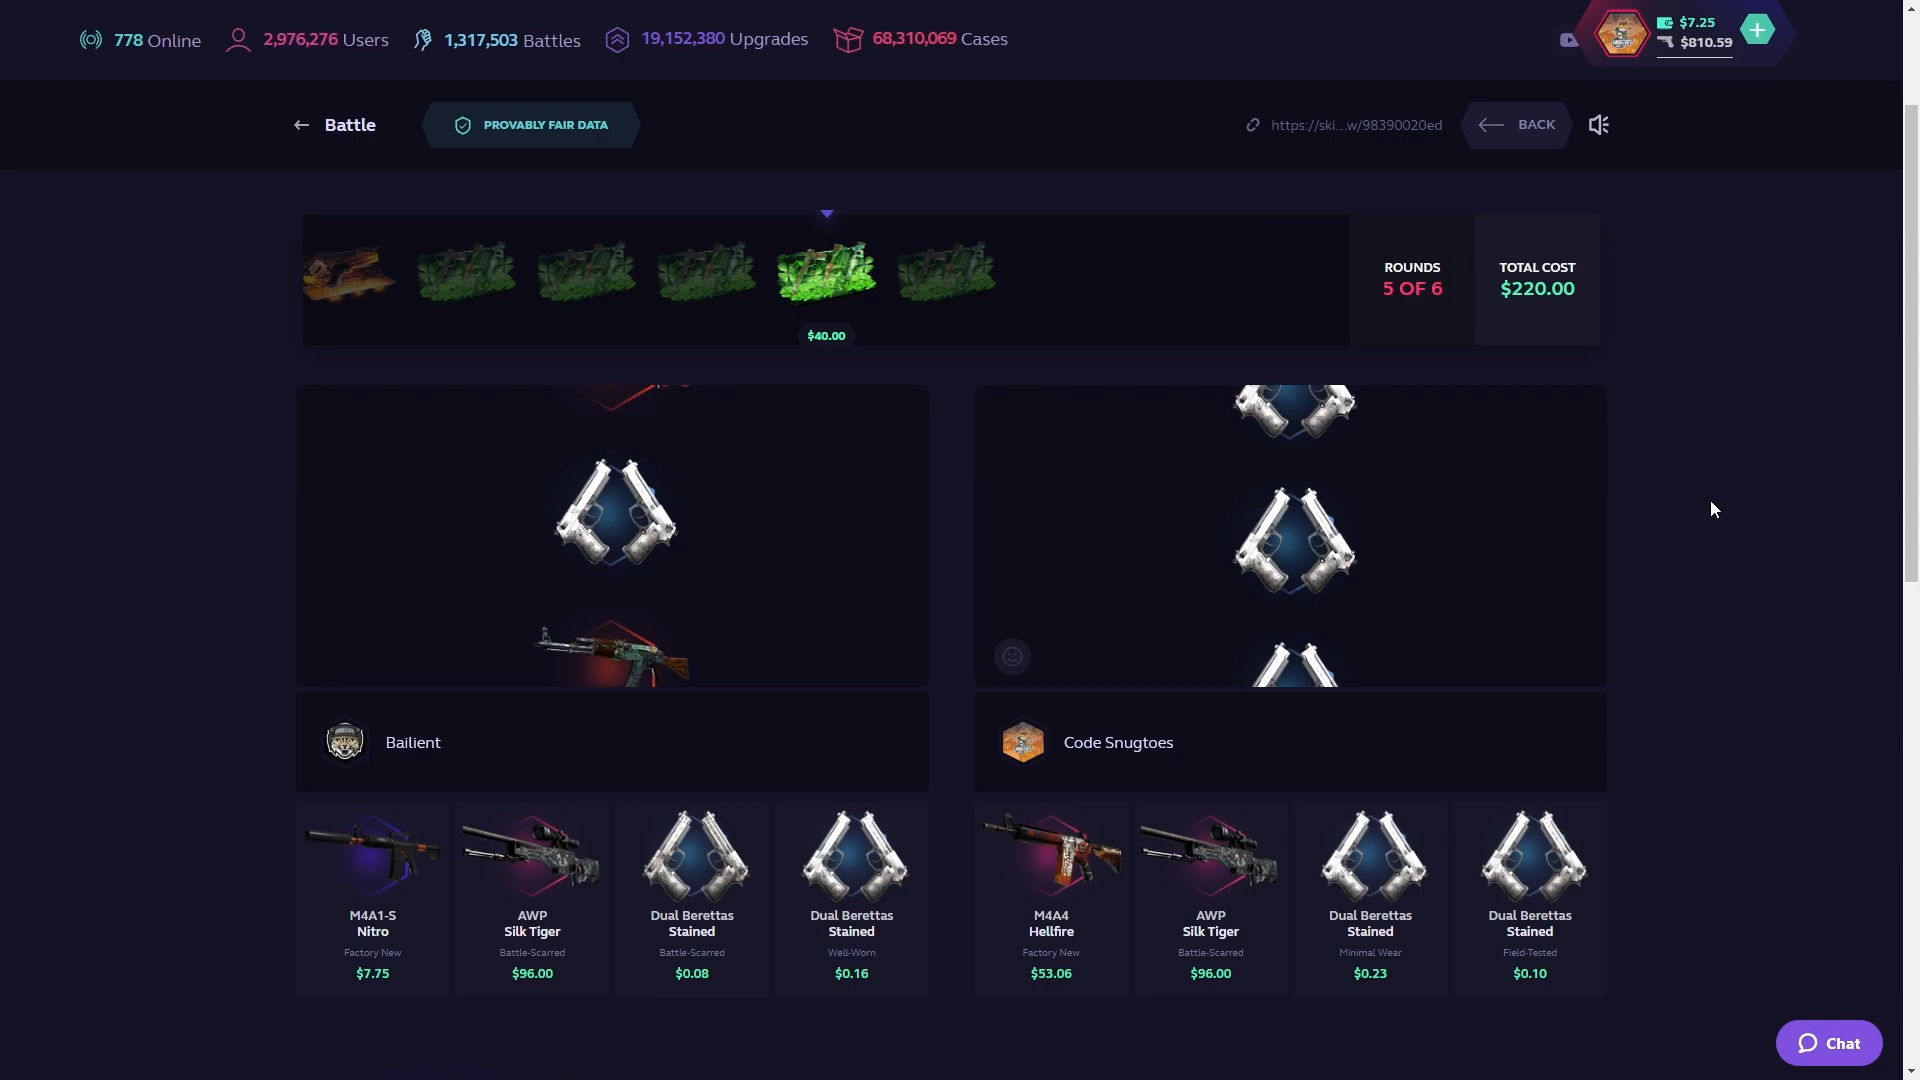 778 Online
2,976,276 Users
1,317,503 Battles
19,152,380 Upgrades
68,310,069 Cases
$7.25
$810.59
Battle
PROVABLY FAIR DATA
https://ski...w/98390020ed
BACK
$40.00
ROUNDS
5 OF 6
TOTAL COST
$220.00
Bailient
Code Snugtoes
M4A1-S
Nitro
Factory New
$7.75
AWP
Silk Tiger
Battle-Scarred
$96.00
Dual Berettas
Stained
Battle-Scarred
$0.08
Dual Berettas
Stained
Well-Worn
$0.16
M4A4
Hellfire
Factory New
$53.06
AWP
Silk Tiger
Battle-Scarred
$96.00
Dual Berettas
Stained
Minimal Wear
$0.23
Dual Berettas
Stained
Field-Tested
$0.10
Chat